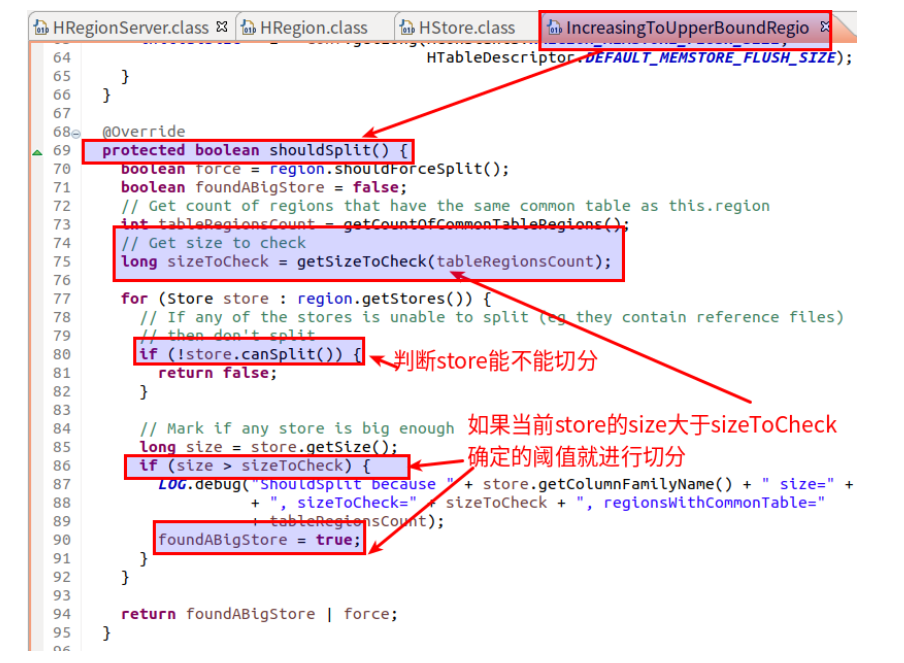 HRegionServer.class HRegion.class HStore.class IncreasingToUpperBoundRegio
64 HTableDescriptor.DEFAULT_MEMSTORE_FLUSH_SIZE);
65 }
66 }
67
68 @Override
69 protected boolean shouldSplit() {
70 boolean force = region.shouldForceSplit();
71 boolean foundABigStore = false;
72 // Get count of regions that have the same common table as this.region
73 int tableRegionsCount = getCountOfCommonTableRegions();
74 // Get size to check
75 long sizeToCheck = getSizeToCheck(tableRegionsCount);
76
77 for (Store store : region.getStores()) {
78 // If any of the stores is unable to split (eg they contain reference files)
79 // then don't split
80 if (!store.canSplit()) {
判断store能不能切分
81 return false;
82 }
83
84 // Mark if any store is big enough
如果当前store的size大于sizeToCheck
85 long size = store.getSize();
86 if (size > sizeToCheck) {
确定的阈值就进行切分
87 LOG.debug("ShouldSplit because " + store.getColumnFamilyName() + " size=" +
88 + ", sizeToCheck=" + sizeToCheck + ", regionsWithCommonTable="
89 + tableRegionsCount);
90 foundABigStore = true;
91 }
92 }
93
94 return foundABigStore | force;
95 }